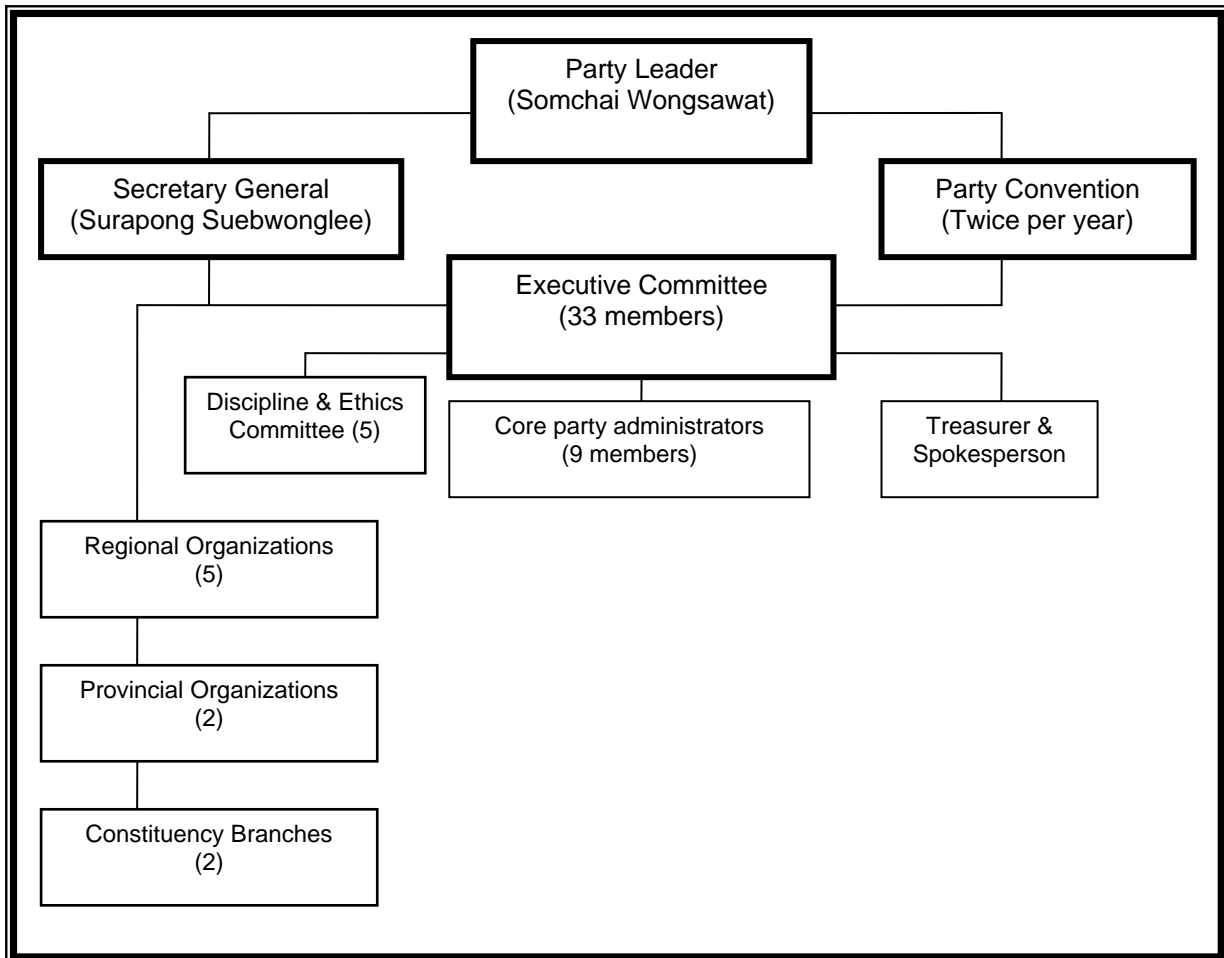 Party Leader
(Somchai Wongsawat)
Secretary General
(Surapong Suebwonglee)
Party Convention
(Twice per year)
Executive Committee
(33 members)
Discipline & Ethics
Committee (5)
Core party administrators
(9 members)
Treasurer &
Spokesperson
Regional Organizations
(5)
Provincial Organizations
(2)
Constituency Branches
(2)